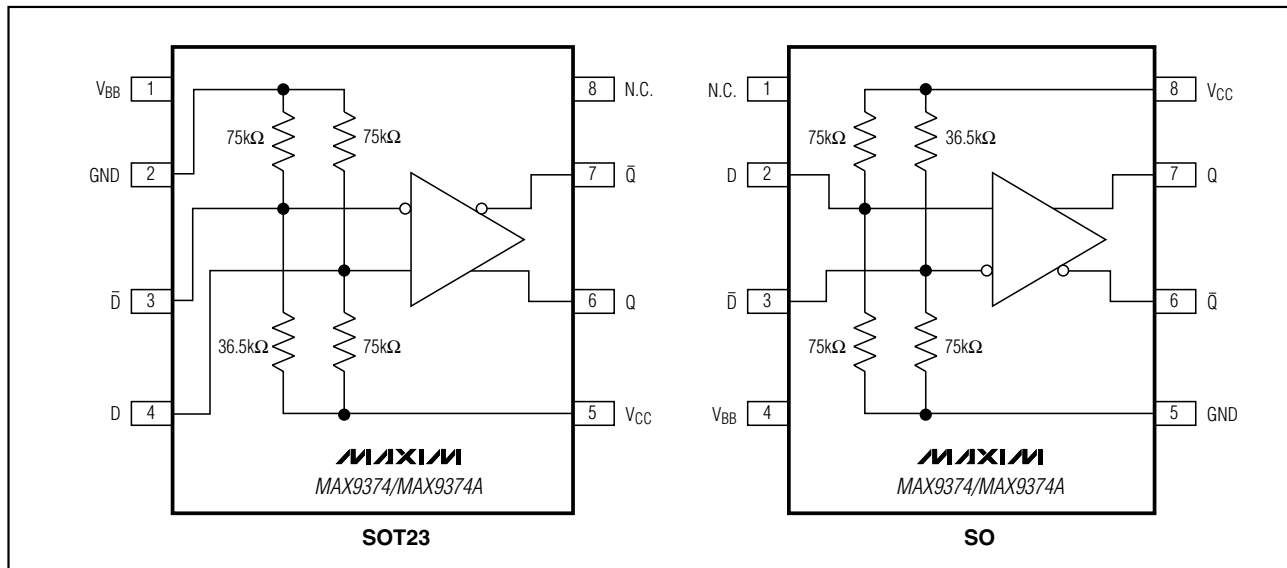 VBB 1
8 N.C.
75kΩ
75kΩ
GND 2
7 Q̅
D̅ 3
6 Q
36.5kΩ
75kΩ
D 4
5 VCC
MAXIM
MAX9374/MAX9374A
SOT23
N.C. 1
8 VCC
75kΩ
36.5kΩ
D 2
7 Q
D̅ 3
6 Q̅
75kΩ
75kΩ
VBB 4
5 GND
MAXIM
MAX9374/MAX9374A
SO